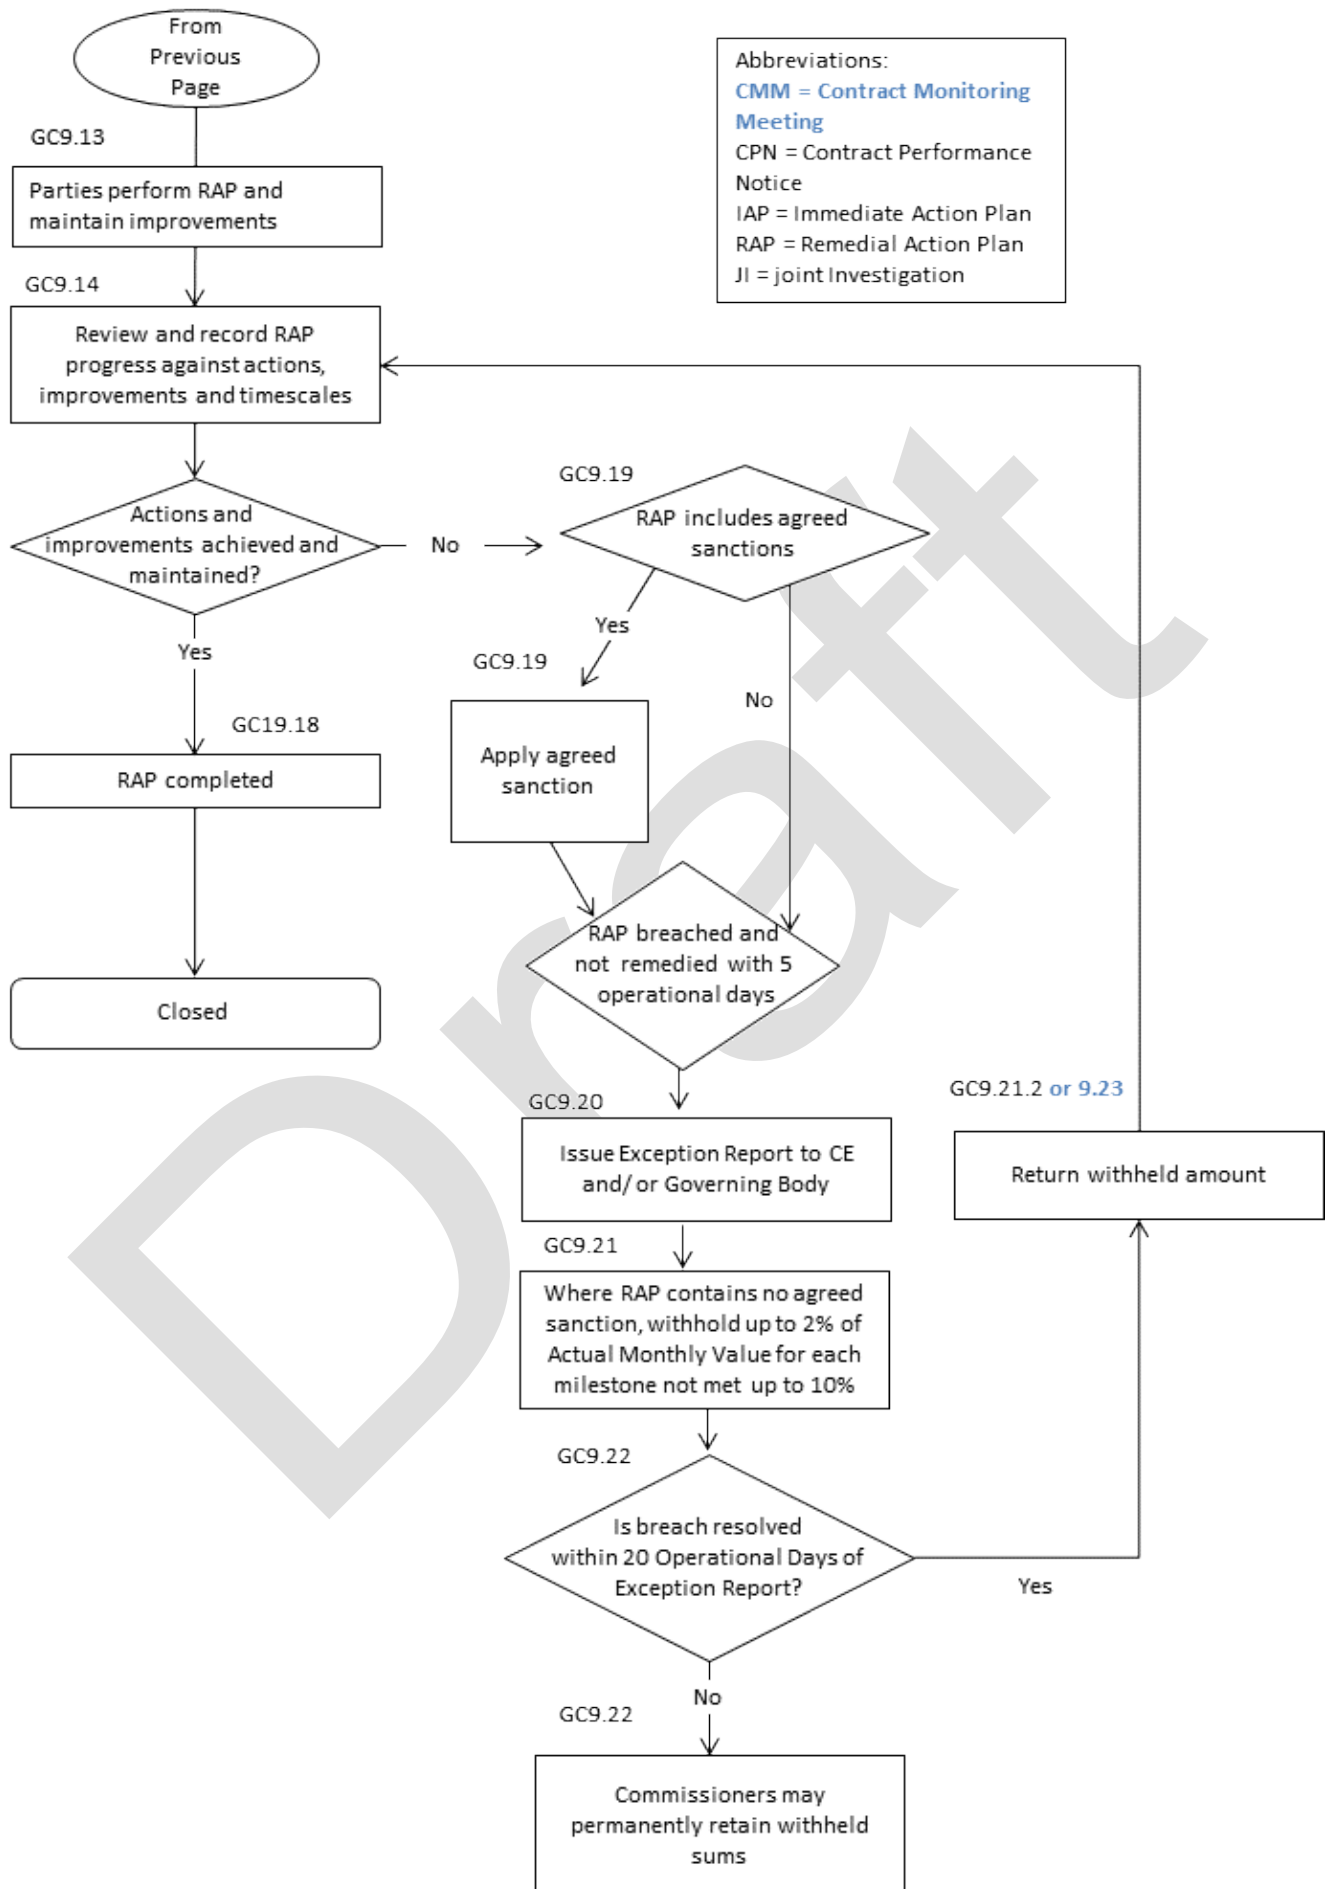 From
Previous
Page
Abbreviations:
CMM = Contract Monitoring
Meeting
CPN = Contract Performance
Notice
IAP = Immediate Action Plan
RAP = Remedial Action Plan
JI = joint Investigation
GC9.13
Parties perform RAP and
maintain improvements
GC9.14
Review and record RAP
progress against actions,
improvements and timescales
Actions and
improvements achieved and
maintained?
No
GC9.19
RAP includes agreed
sanctions
Yes
Yes
No
GC9.19
GC19.18
RAP completed
Apply agreed
sanction
Closed
RAP breached and
not remedied with 5
operational days
GC9.20
Issue Exception Report to CE
and/ or Governing Body
GC9.21.2 or 9.23
Return withheld amount
GC9.21
Where RAP contains no agreed
sanction, withhold up to 2% of
Actual Monthly Value for each
milestone not met up to 10%
GC9.22
Is breach resolved
within 20 Operational Days of
Exception Report?
Yes
No
GC9.22
Commissioners may
permanently retain withheld
sums
Draft